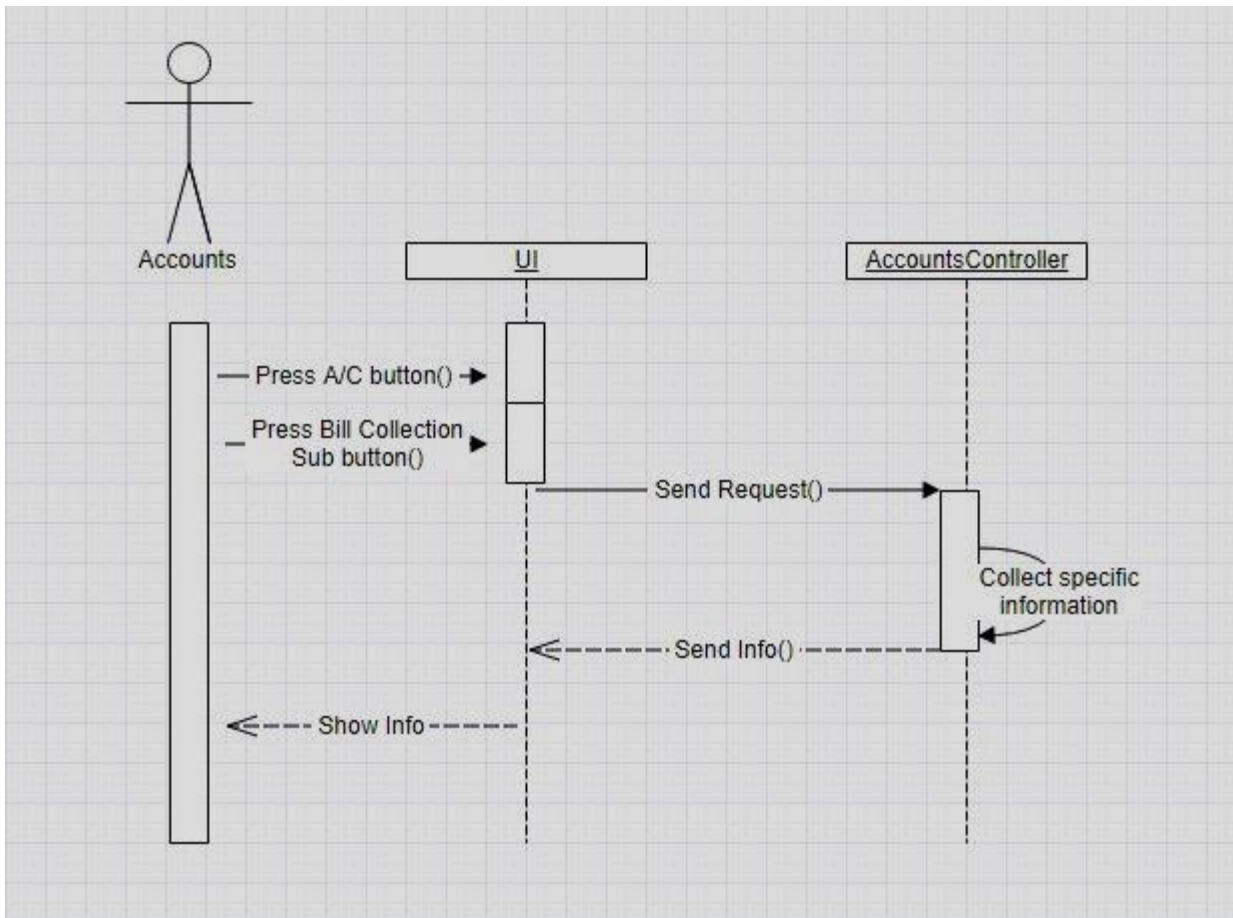 Accounts
UI
AccountsController
Press A/C button()
Press Bill Collection
Sub button()
Send Request()
Collect specific
information
Send Info()
Show Info